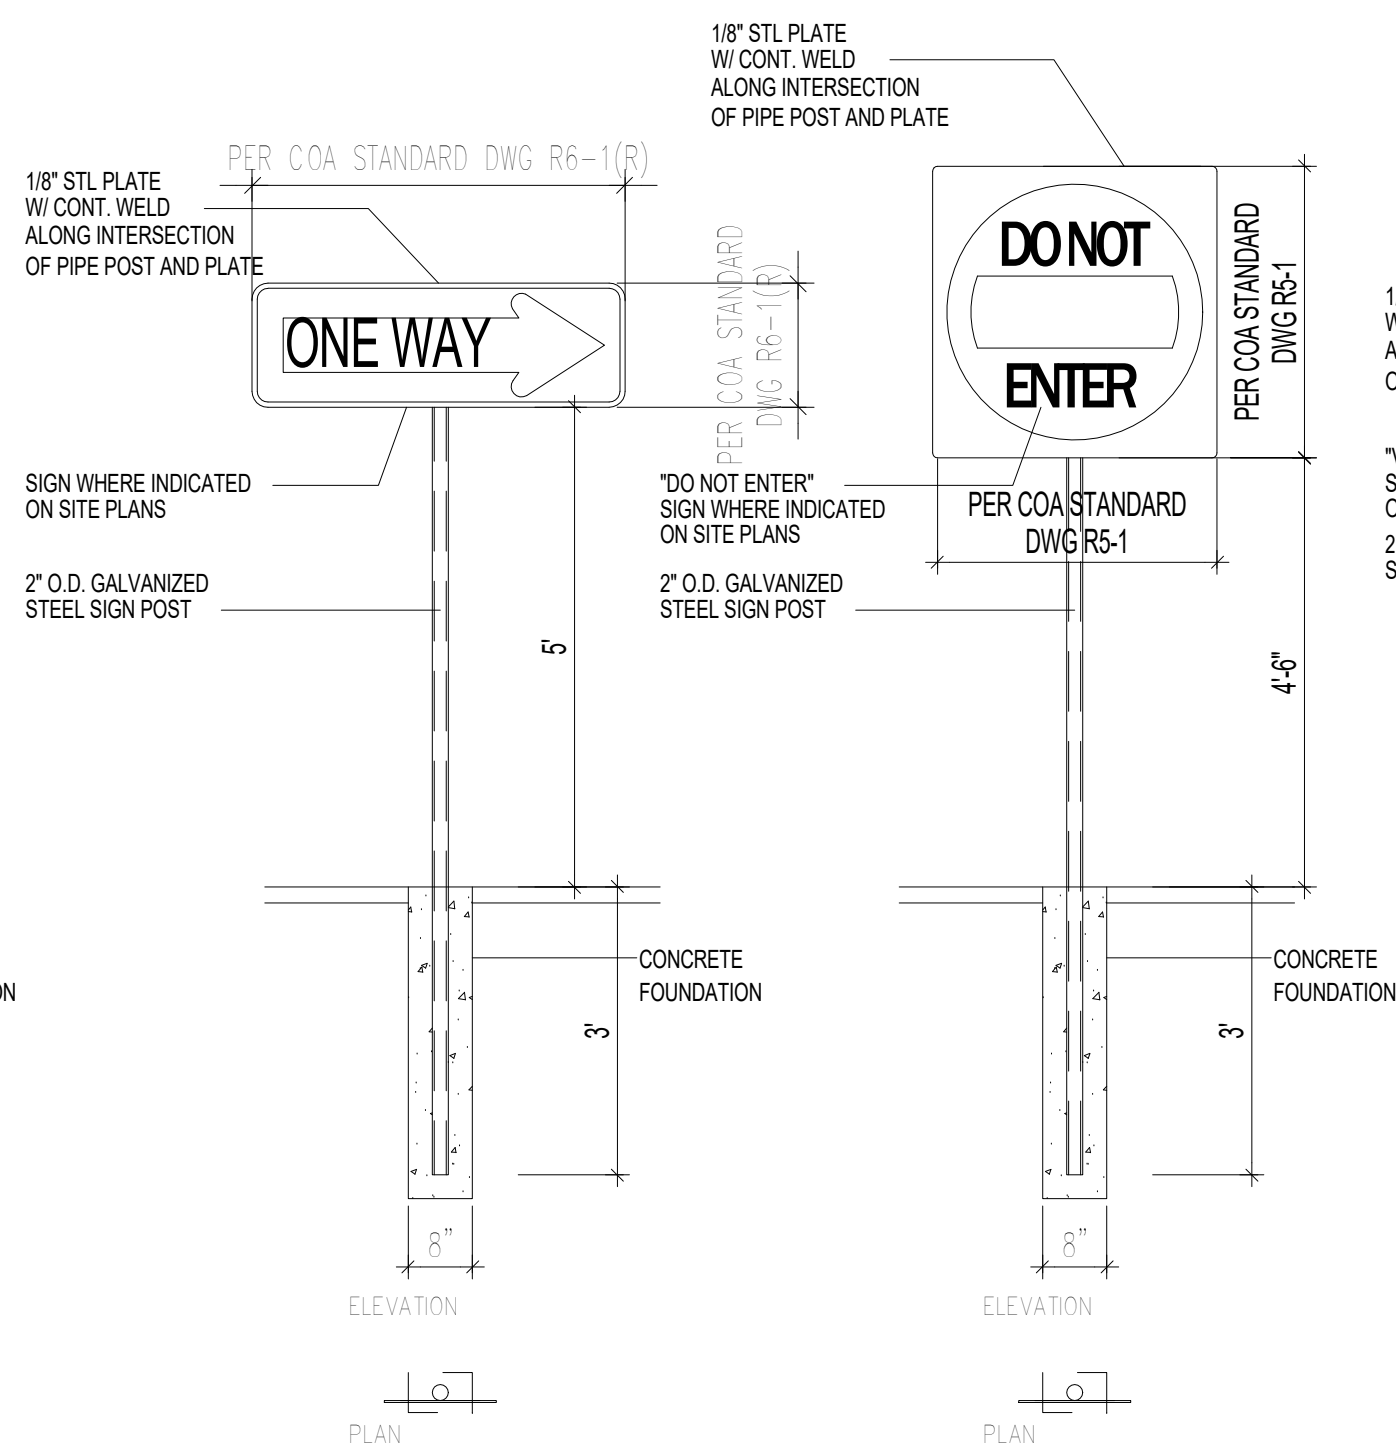 1/8" STL PLATE
W/ CONT. WELD
ALONG INTERSECTION
OF PIPE POST AND PLATE
PER COA STANDARD DWG R6-1(R)
PER COA STANDARD
DWG R6-1(R)
ONE WAY
SIGN WHERE INDICATED
ON SITE PLANS
2" O.D. GALVANIZED
STEEL SIGN POST
5'
CONCRETE
FOUNDATION
3'
8"
ELEVATION
PLAN
1/8" STL PLATE
W/ CONT. WELD
ALONG INTERSECTION
OF PIPE POST AND PLATE
DO NOT
ENTER
PER COA STANDARD
DWG R5-1
"DO NOT ENTER"
SIGN WHERE INDICATED
ON SITE PLANS
PER COA STANDARD
DWG R5-1
2" O.D. GALVANIZED
STEEL SIGN POST
4'-6"
CONCRETE
FOUNDATION
3'
8"
ELEVATION
PLAN